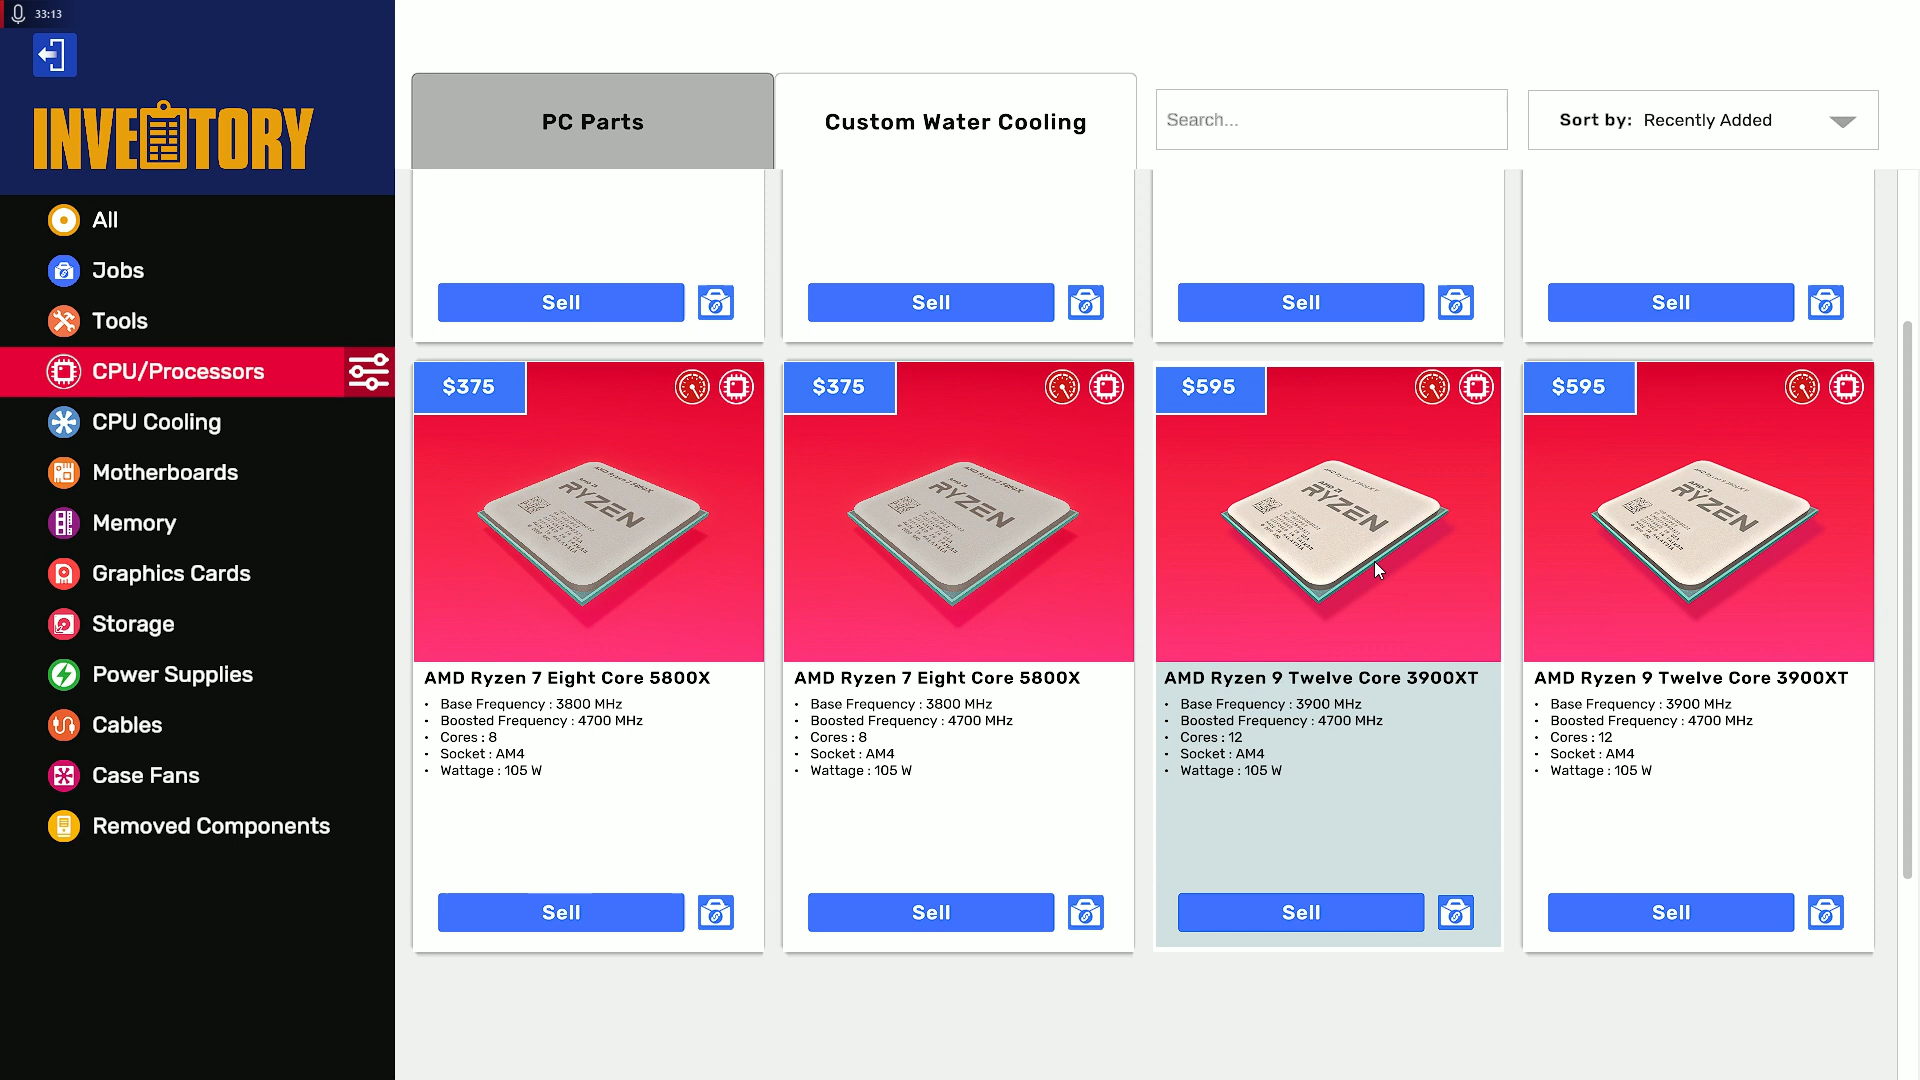 33:13
INVENTORY
All
Jobs
Tools
CPU/Processors
CPU Cooling
Motherboards
Memory
Graphics Cards
Storage
Power Supplies
Cables
Case Fans
Removed Components
PC Parts
Custom Water Cooling
Search...
Sort by: Recently Added
Sell
Sell
Sell
Sell
$375
RYZEN
AMD Ryzen 7 Eight Core 5800X
• Base Frequency : 3800 MHz
• Boosted Frequency : 4700 MHz
• Cores : 8
• Socket : AM4
• Wattage : 105 W
Sell
$375
RYZEN
AMD Ryzen 7 Eight Core 5800X
• Base Frequency : 3800 MHz
• Boosted Frequency : 4700 MHz
• Cores : 8
• Socket : AM4
• Wattage : 105 W
Sell
$595
RYZEN
AMD Ryzen 9 Twelve Core 3900XT
• Base Frequency : 3900 MHz
• Boosted Frequency : 4700 MHz
• Cores : 12
• Socket : AM4
• Wattage : 105 W
Sell
$595
RYZEN
AMD Ryzen 9 Twelve Core 3900XT
• Base Frequency : 3900 MHz
• Boosted Frequency : 4700 MHz
• Cores : 12
• Socket : AM4
• Wattage : 105 W
Sell